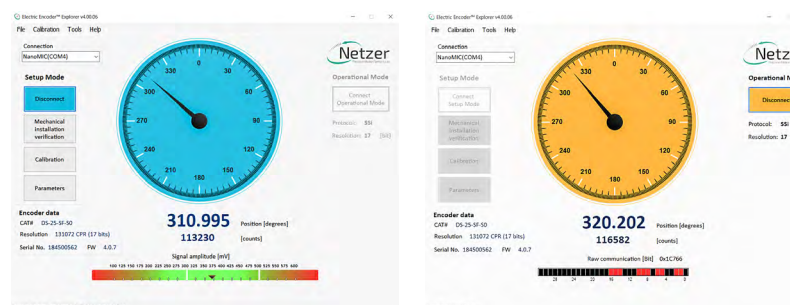 Electric Encoder™ Explorer v4.00.06
File Calibration Tools Help
Connection
NanoMIC(COM4)
Netzer
Setup Mode
Disconnect
Mechanical
installation
verification
Calibration
Parameters
0
30
60
90
120
150
180
210
240
270
300
330
Operational Mode
Connect
Operational Mode
Protocol: SSi
Resolution: 17 [Bit]
Encoder data
CAT# DS-25-SF-S0
Resolution 131072 CPR (17 bits)
Serial No. 184500562 FW 4.0.7
310.995 Position [degrees]
113230 [counts]
Signal amplitude [mV]
100 125 150 175 200 225 250 275 300 325 350 375 400 425 450 475 500 525 550 575 600
Electric Encoder™ Explorer v4.00.06
File Calibration Tools Help
Connection
NanoMIC(COM4)
Netz
Setup Mode
Connect
Setup Mode
Mechanical
installation
verification
Calibration
Parameters
0
30
60
90
120
150
180
210
240
270
300
330
Operational M
Disconnec
Protocol: SSi
Resolution: 17
Encoder data
CAT# DS-25-SF-S0
Resolution 131072 CPR (17 bits)
Serial No. 184500562 FW 4.0.7
320.202 Position [degrees]
116582 [counts]
Raw communication [Bit] 0x1C766